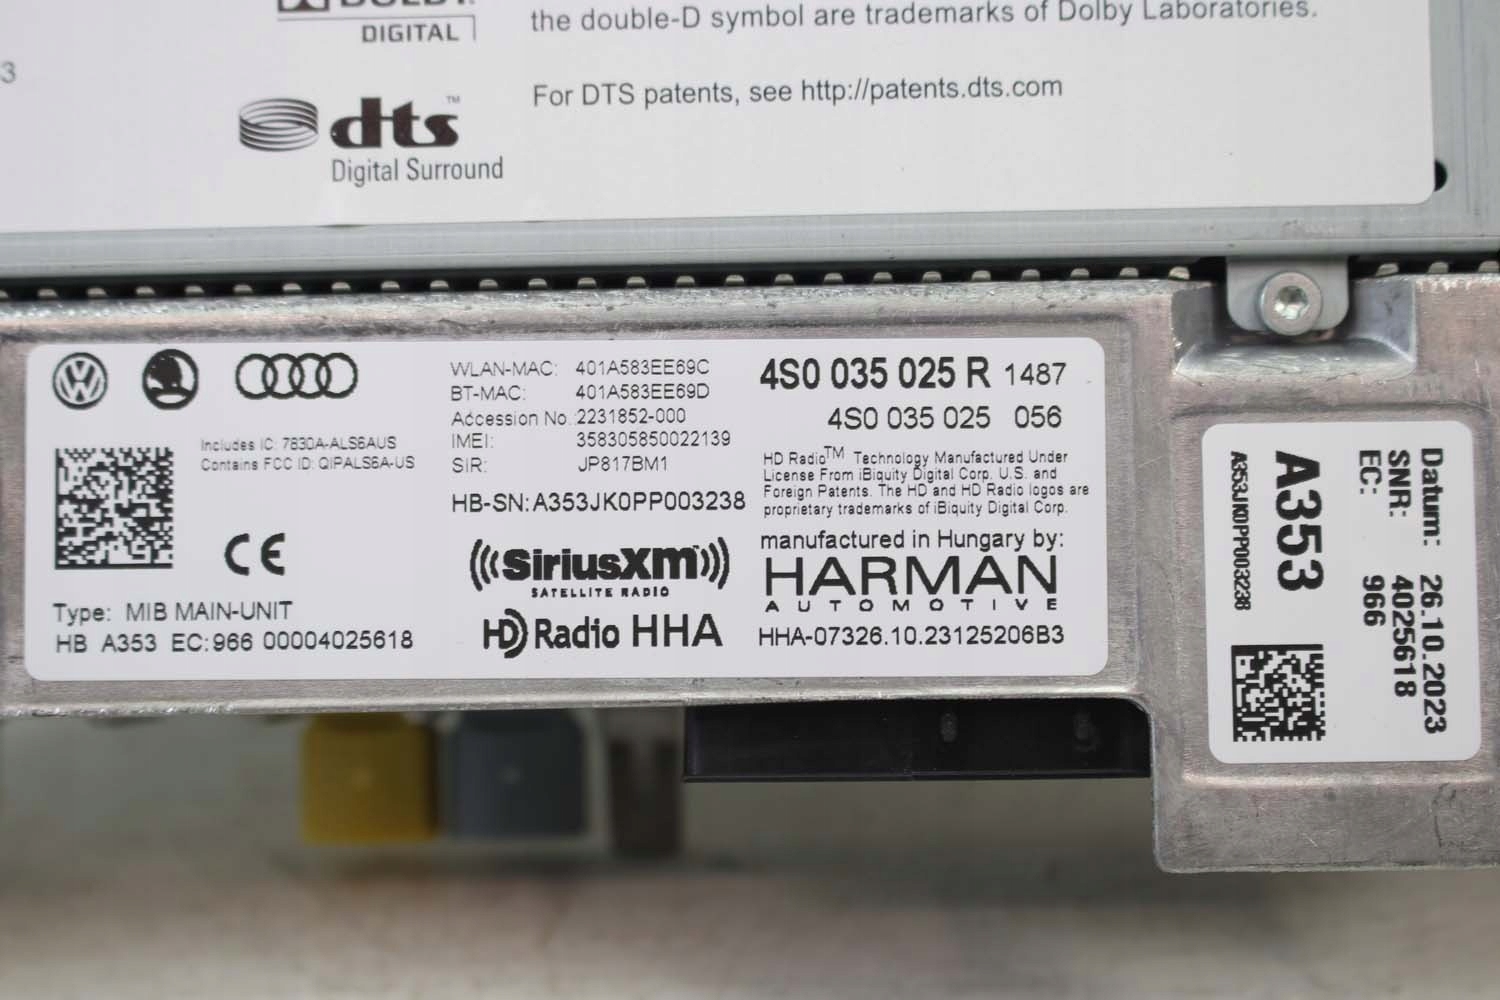 DIGITAL
the double-D symbol are trademarks of Dolby Laboratories.
3
For DTS patents, see http://patents.dts.com
dts™
Digital Surround
WLAN-MAC: 401A583EE69C
BT-MAC: 401A583EE69D
Accession No.: 2231852-000
IMEI: 358305850022139
SIR: JP817BM1
HB-SN: A353JK0PP003238
4S0 035 025 R 1487
4S0 035 025 056
Includes IC: 7830A-ALS6AUS
Contains FCC ID: QIPALS6A-US
HD Radio™ Technology Manufactured Under
License From iBiquity Digital Corp. U.S. and
Foreign Patents. The HD and HD Radio logos are
proprietary trademarks of iBiquity Digital Corp.
CE
((SiriusXM))
SATELLITE RADIO
manufactured in Hungary by:
HARMAN
AUTOMOTIVE
Type: MIB MAIN-UNIT
HB A353 EC:966 00004025618
HD Radio HHA
HHA-07326.10.23125206B3
Datum: 26.10.2023
SNR: 4025618
EC: 966
A353
A353JK0PP003238